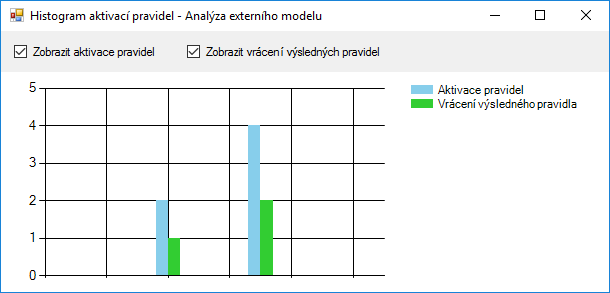 Histogram aktivací pravidel - Analýza externího modelu
Zobrazit aktivace pravidel
Zobrazit vrácení výsledných pravidel
Aktivace pravidel
Vrácení výsledného pravidla
5
4
3
2
1
0